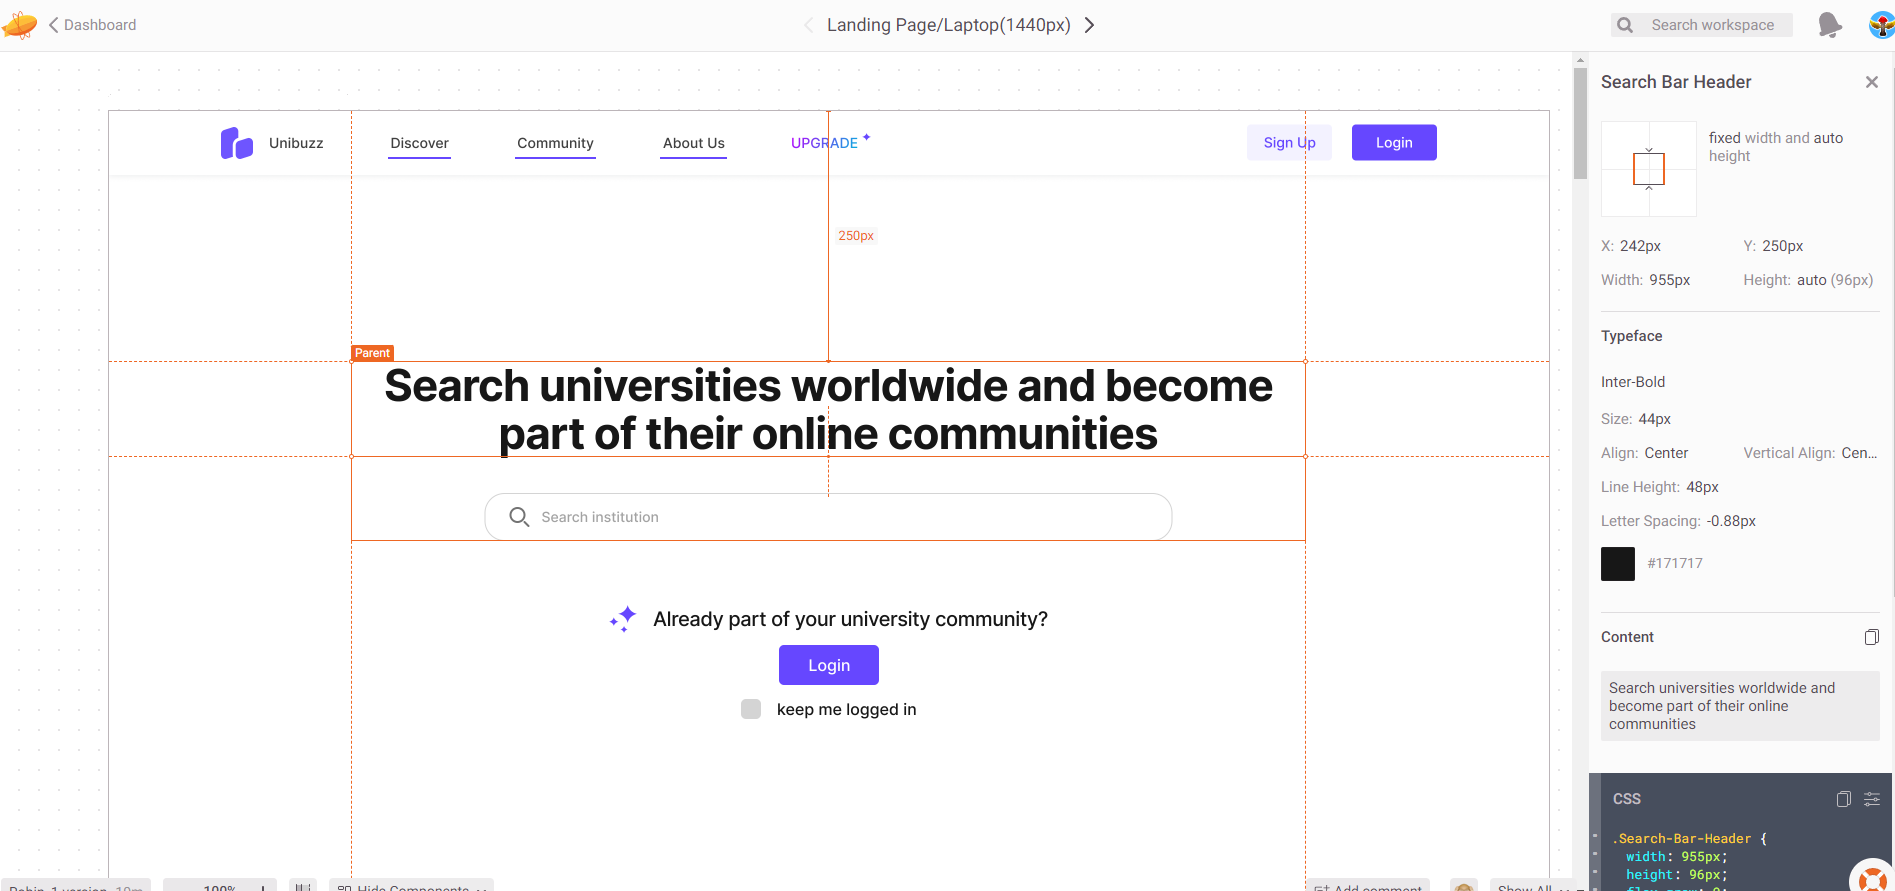 Dashboard
Landing Page/Laptop(1440px)
Search workspace
Unibuzz
Discover
Community
About Us
UPGRADE
Sign Up
Login
250px
Parent
Search universities worldwide and become
part of their online communities
Search institution
Already part of your university community?
Login
keep me logged in
Search Bar Header
fixed width and auto
height
X: 242px
Y: 250px
Width: 955px
Height: auto (96px)
Typeface
Inter-Bold
Size: 44px
Align: Center
Vertical Align: Cen...
Line Height: 48px
Letter Spacing: -0.88px
#171717
Content
Search universities worldwide and
become part of their online
communities
CSS
.Search-Bar-Header {
width: 955px;
height: 96px;
100%
Hide Components
Add comment
Show All